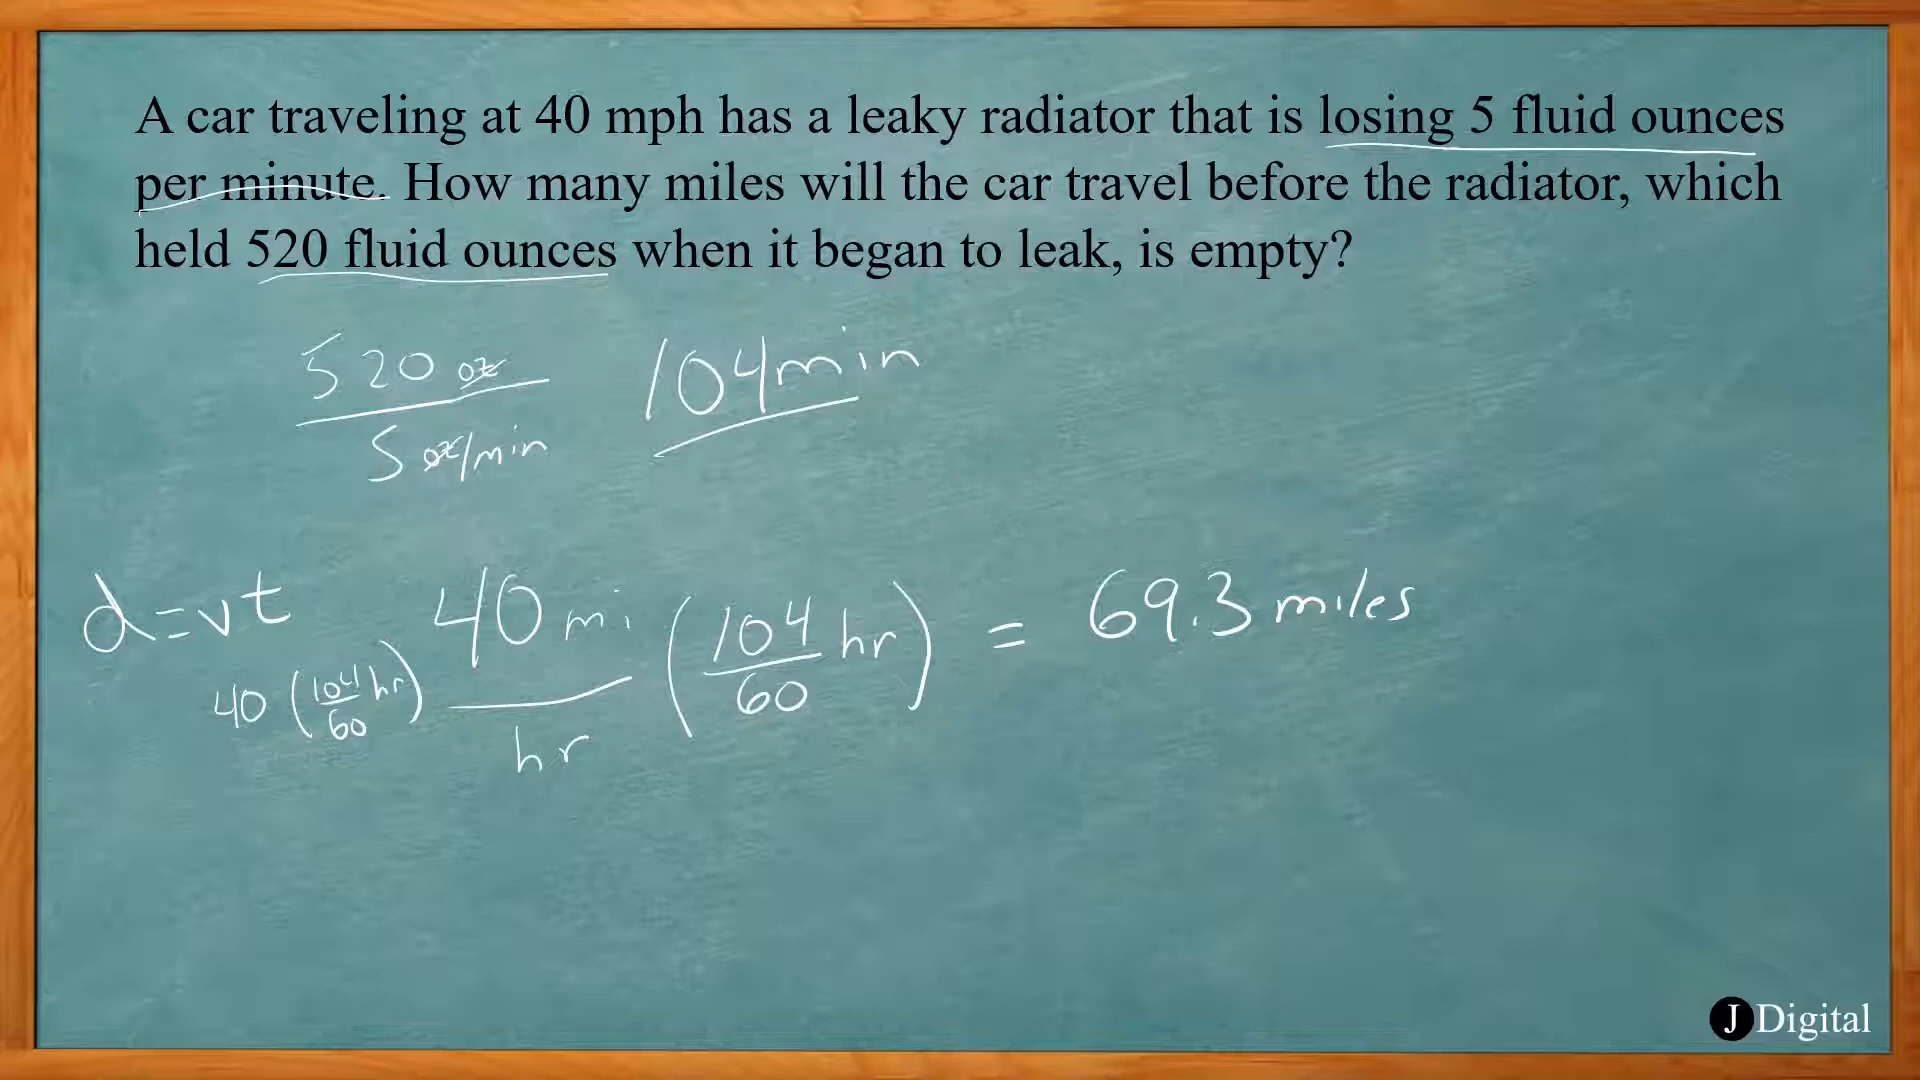 A car traveling at 40 mph has a leaky radiator that is losing 5 fluid ounces
per minute. How many miles will the car travel before the radiator, which
held 520 fluid ounces when it began to leak, is empty?
520 oz
5 oz/min
104min
d=vt
40 (104/60 hr)
40 mi
hr
(104/60 hr) = 69.3 miles
J Digital